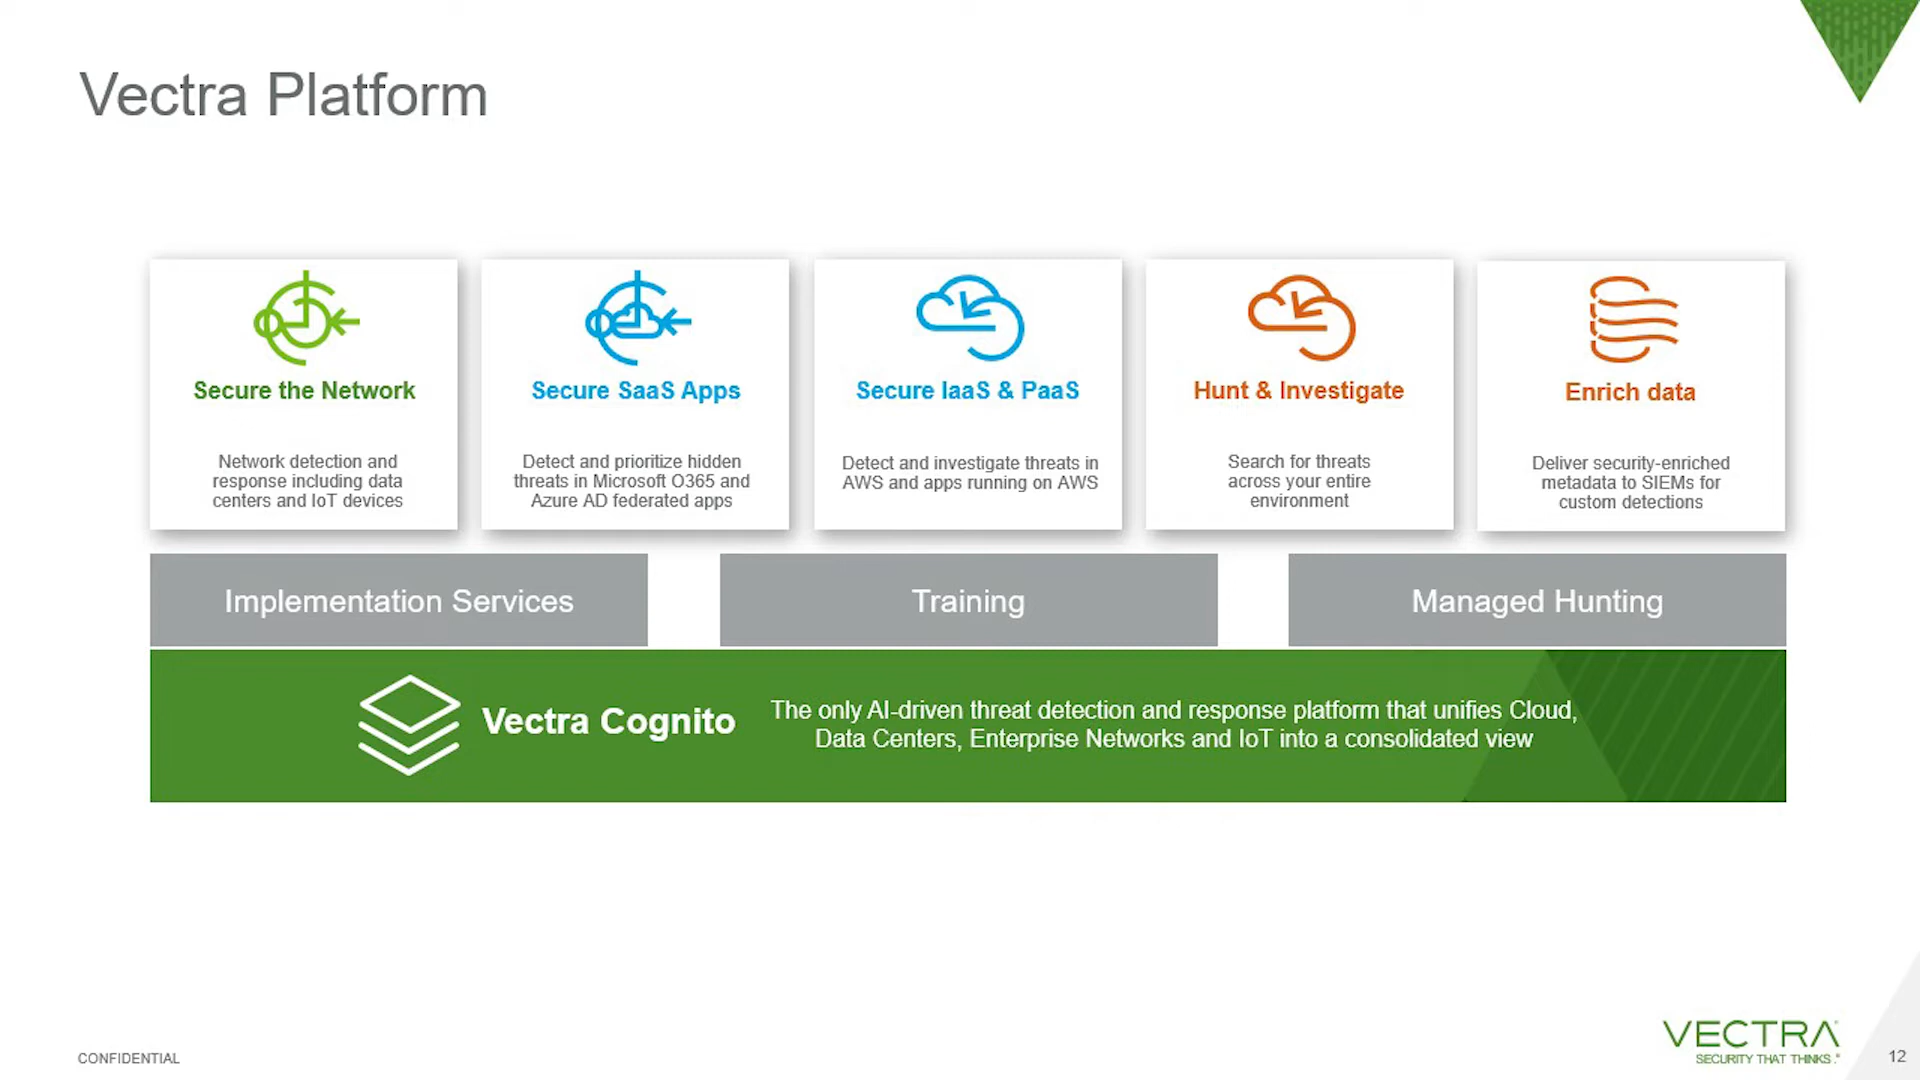 Vectra Platform
Secure the Network
Network detection and
response including data
centers and IoT devices
Secure SaaS Apps
Detect and prioritize hidden
threats in Microsoft O365 and
Azure AD federated apps
Secure IaaS & PaaS
Detect and investigate threats in
AWS and apps running on AWS
Hunt & Investigate
Search for threats
across your entire
environment
Enrich data
Deliver security-enriched
metadata to SIEMs for
custom detections
Implementation Services
Training
Managed Hunting
Vectra Cognito
The only AI-driven threat detection and response platform that unifies Cloud,
Data Centers, Enterprise Networks and IoT into a consolidated view
CONFIDENTIAL
VECTRA®
SECURITY THAT THINKS.®
12